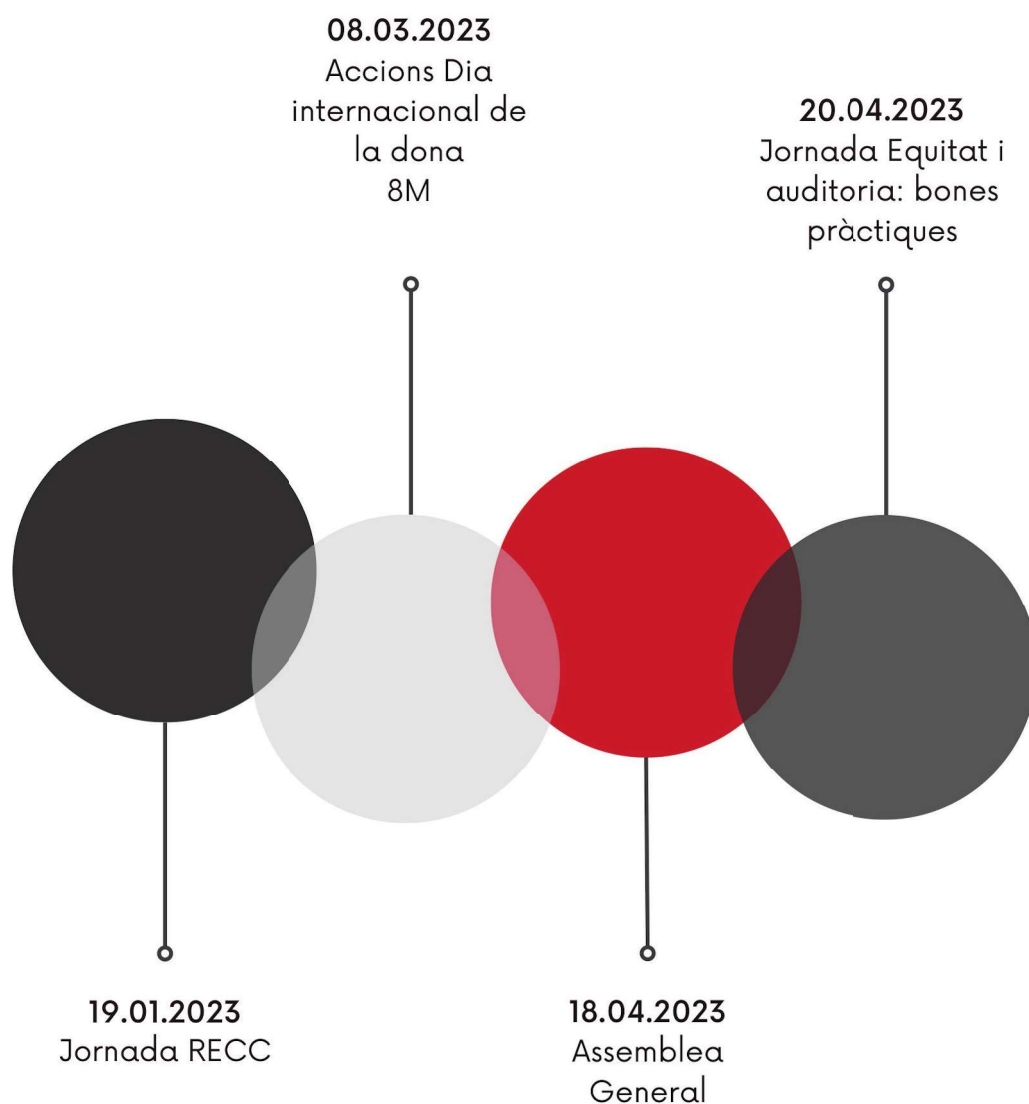 08.03.2023
Accions Dia
internacional de
la dona
8M
20.04.2023
Jornada Equitat i
auditoria: bones
pràctiques
19.01.2023
Jornada RECC
18.04.2023
Assemblea
General